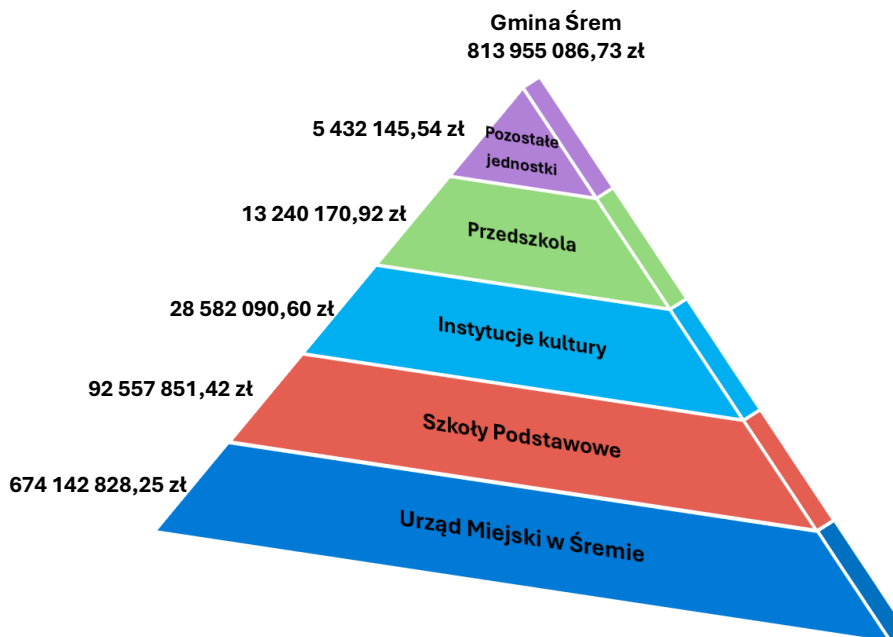 Gmina Śrem
813 955 086,73 zł
5 432 145,54 zł
Pozostałe
jednostki
13 240 170,92 zł
Przedszkola
28 582 090,60 zł
Instytucje kultury
92 557 851,42 zł
Szkoły Podstawowe
674 142 828,25 zł
Urząd Miejski w Śremie